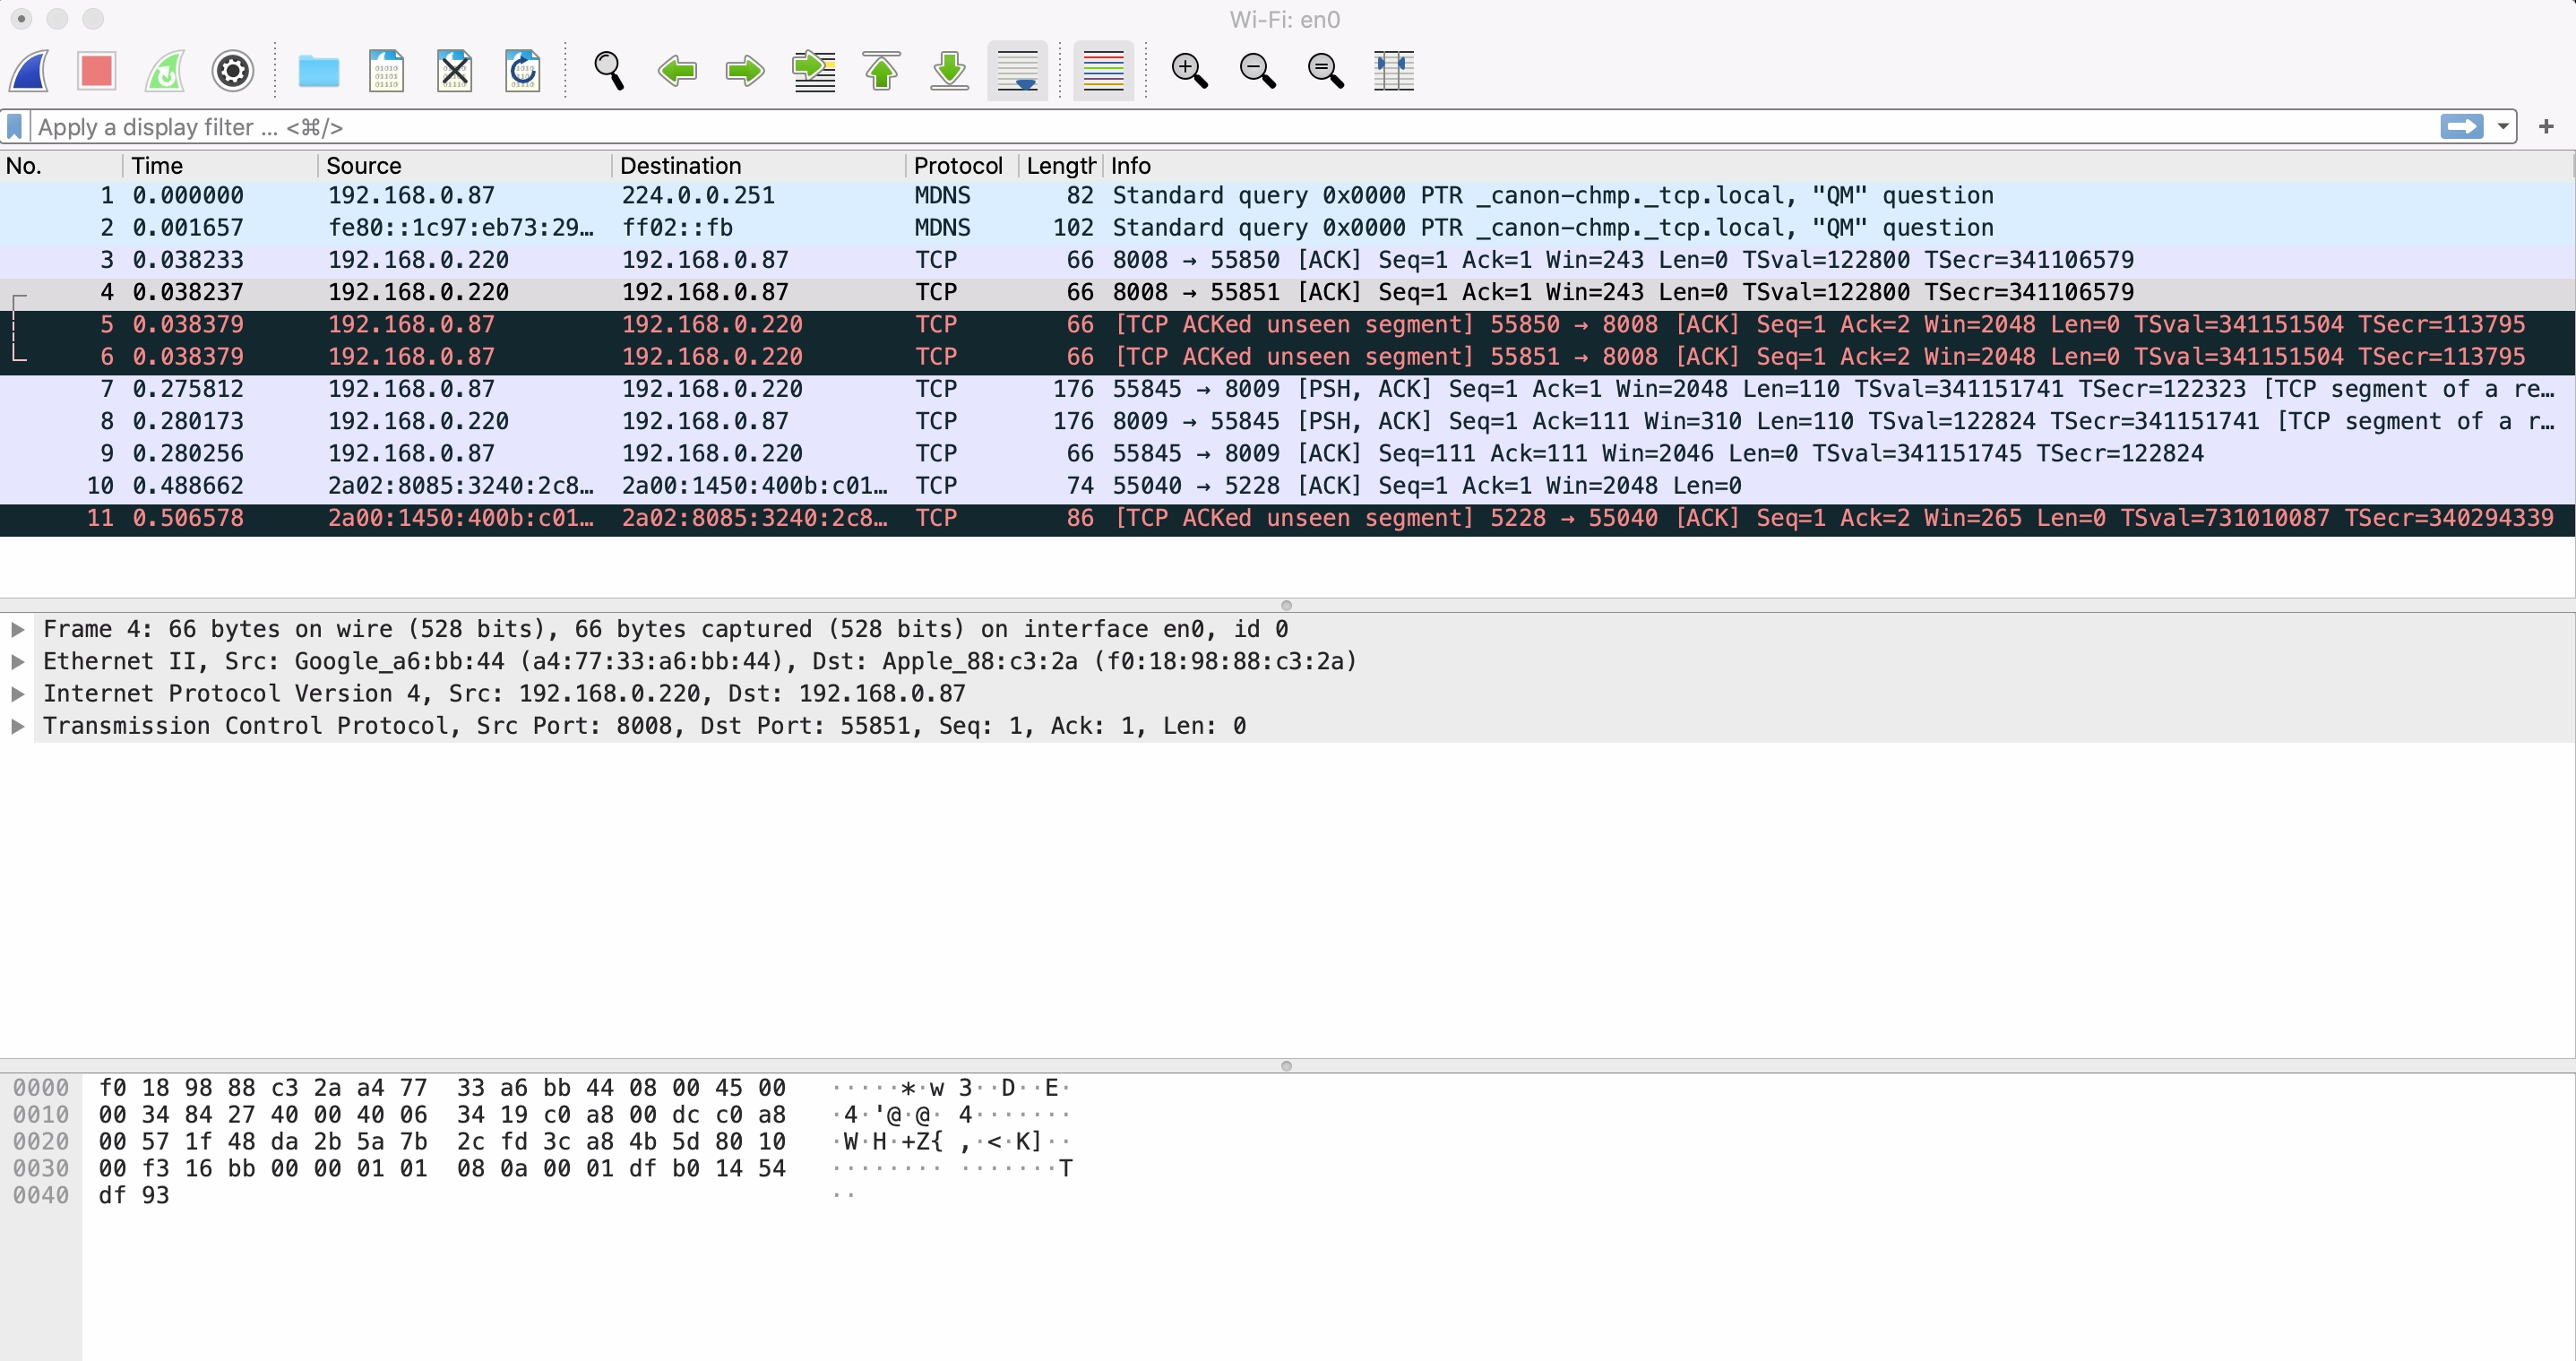 Wi-Fi: en0
Apply a display filter ... <⌘/>
No. Time Source Destination Protocol Length Info
1 0.000000 192.168.0.87 224.0.0.251 MDNS 82 Standard query 0x0000 PTR _canon-chmp._tcp.local, "QM" question
2 0.001657 fe80::1c97:eb73:29… ff02::fb MDNS 102 Standard query 0x0000 PTR _canon-chmp._tcp.local, "QM" question
3 0.038233 192.168.0.220 192.168.0.87 TCP 66 8008 → 55850 [ACK] Seq=1 Ack=1 Win=243 Len=0 TSval=122800 TSecr=341106579
4 0.038237 192.168.0.220 192.168.0.87 TCP 66 8008 → 55851 [ACK] Seq=1 Ack=1 Win=243 Len=0 TSval=122800 TSecr=341106579
5 0.038379 192.168.0.87 192.168.0.220 TCP 66 [TCP ACKed unseen segment] 55850 → 8008 [ACK] Seq=1 Ack=2 Win=2048 Len=0 TSval=341151504 TSecr=113795
6 0.038379 192.168.0.87 192.168.0.220 TCP 66 [TCP ACKed unseen segment] 55851 → 8008 [ACK] Seq=1 Ack=2 Win=2048 Len=0 TSval=341151504 TSecr=113795
7 0.275812 192.168.0.87 192.168.0.220 TCP 176 55845 → 8009 [PSH, ACK] Seq=1 Ack=1 Win=2048 Len=110 TSval=341151741 TSecr=122323 [TCP segment of a re…
8 0.280173 192.168.0.220 192.168.0.87 TCP 176 8009 → 55845 [PSH, ACK] Seq=1 Ack=111 Win=310 Len=110 TSval=122824 TSecr=341151741 [TCP segment of a r…
9 0.280256 192.168.0.87 192.168.0.220 TCP 66 55845 → 8009 [ACK] Seq=111 Ack=111 Win=2046 Len=0 TSval=341151745 TSecr=122824
10 0.488662 2a02:8085:3240:2c8… 2a00:1450:400b:c01… TCP 74 55040 → 5228 [ACK] Seq=1 Ack=1 Win=2048 Len=0
11 0.506578 2a00:1450:400b:c01… 2a02:8085:3240:2c8… TCP 86 [TCP ACKed unseen segment] 5228 → 55040 [ACK] Seq=1 Ack=2 Win=265 Len=0 TSval=731010087 TSecr=340294339
Frame 4: 66 bytes on wire (528 bits), 66 bytes captured (528 bits) on interface en0, id 0
Ethernet II, Src: Google_a6:bb:44 (a4:77:33:a6:bb:44), Dst: Apple_88:c3:2a (f0:18:98:88:c3:2a)
Internet Protocol Version 4, Src: 192.168.0.220, Dst: 192.168.0.87
Transmission Control Protocol, Src Port: 8008, Dst Port: 55851, Seq: 1, Ack: 1, Len: 0
0000 f0 18 98 88 c3 2a a4 77 33 a6 bb 44 08 00 45 00 ·····*·w 3··D··E·
0010 00 34 84 27 40 00 40 06 34 19 c0 a8 00 dc c0 a8 ·4·'@·@· 4·······
0020 00 57 1f 48 da 2b 5a 7b 2c fd 3c a8 4b 5d 80 10 ·W·H·+Z{ ,·<·K]··
0030 00 f3 16 bb 00 00 01 01 08 0a 00 01 df b0 14 54 ········ ·······T
0040 df 93 ··